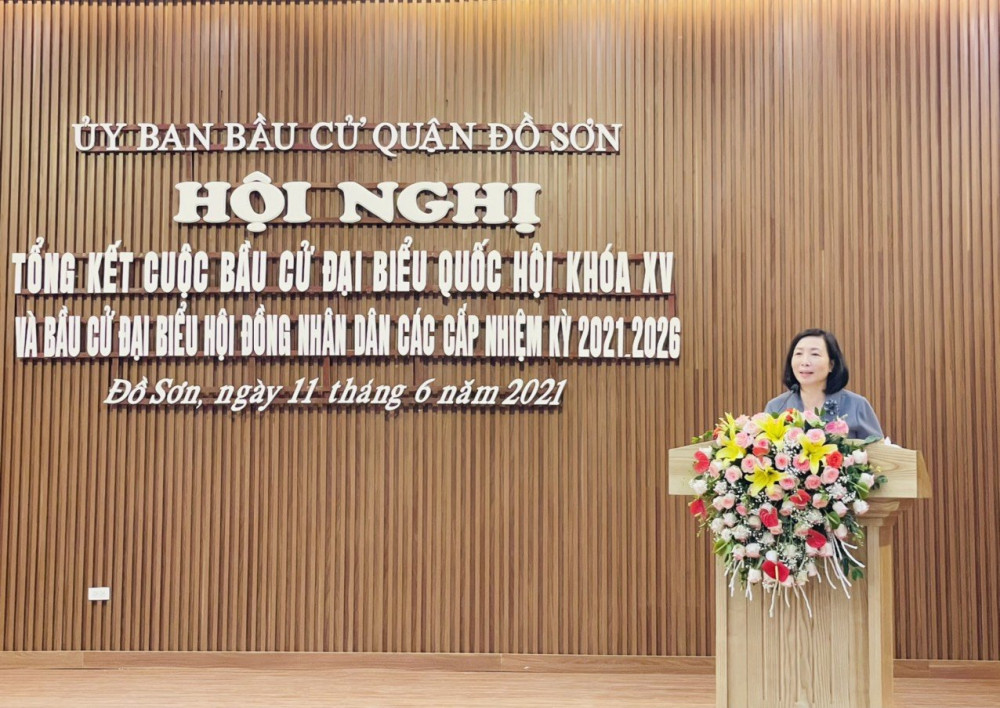 ỦY BAN BẦU CỬ QUẬN ĐỒ SƠN
HỘI NGHỊ
TỔNG KẾT CUỘC BẦU CỬ ĐẠI BIỂU QUỐC HỘI KHÓA XV
VÀ BẦU CỬ ĐẠI BIỂU HỘI ĐỒNG NHÂN DÂN CÁC CẤP NHIỆM KỲ 2021-2026
Đồ Sơn, ngày 11 tháng 6 năm 2021